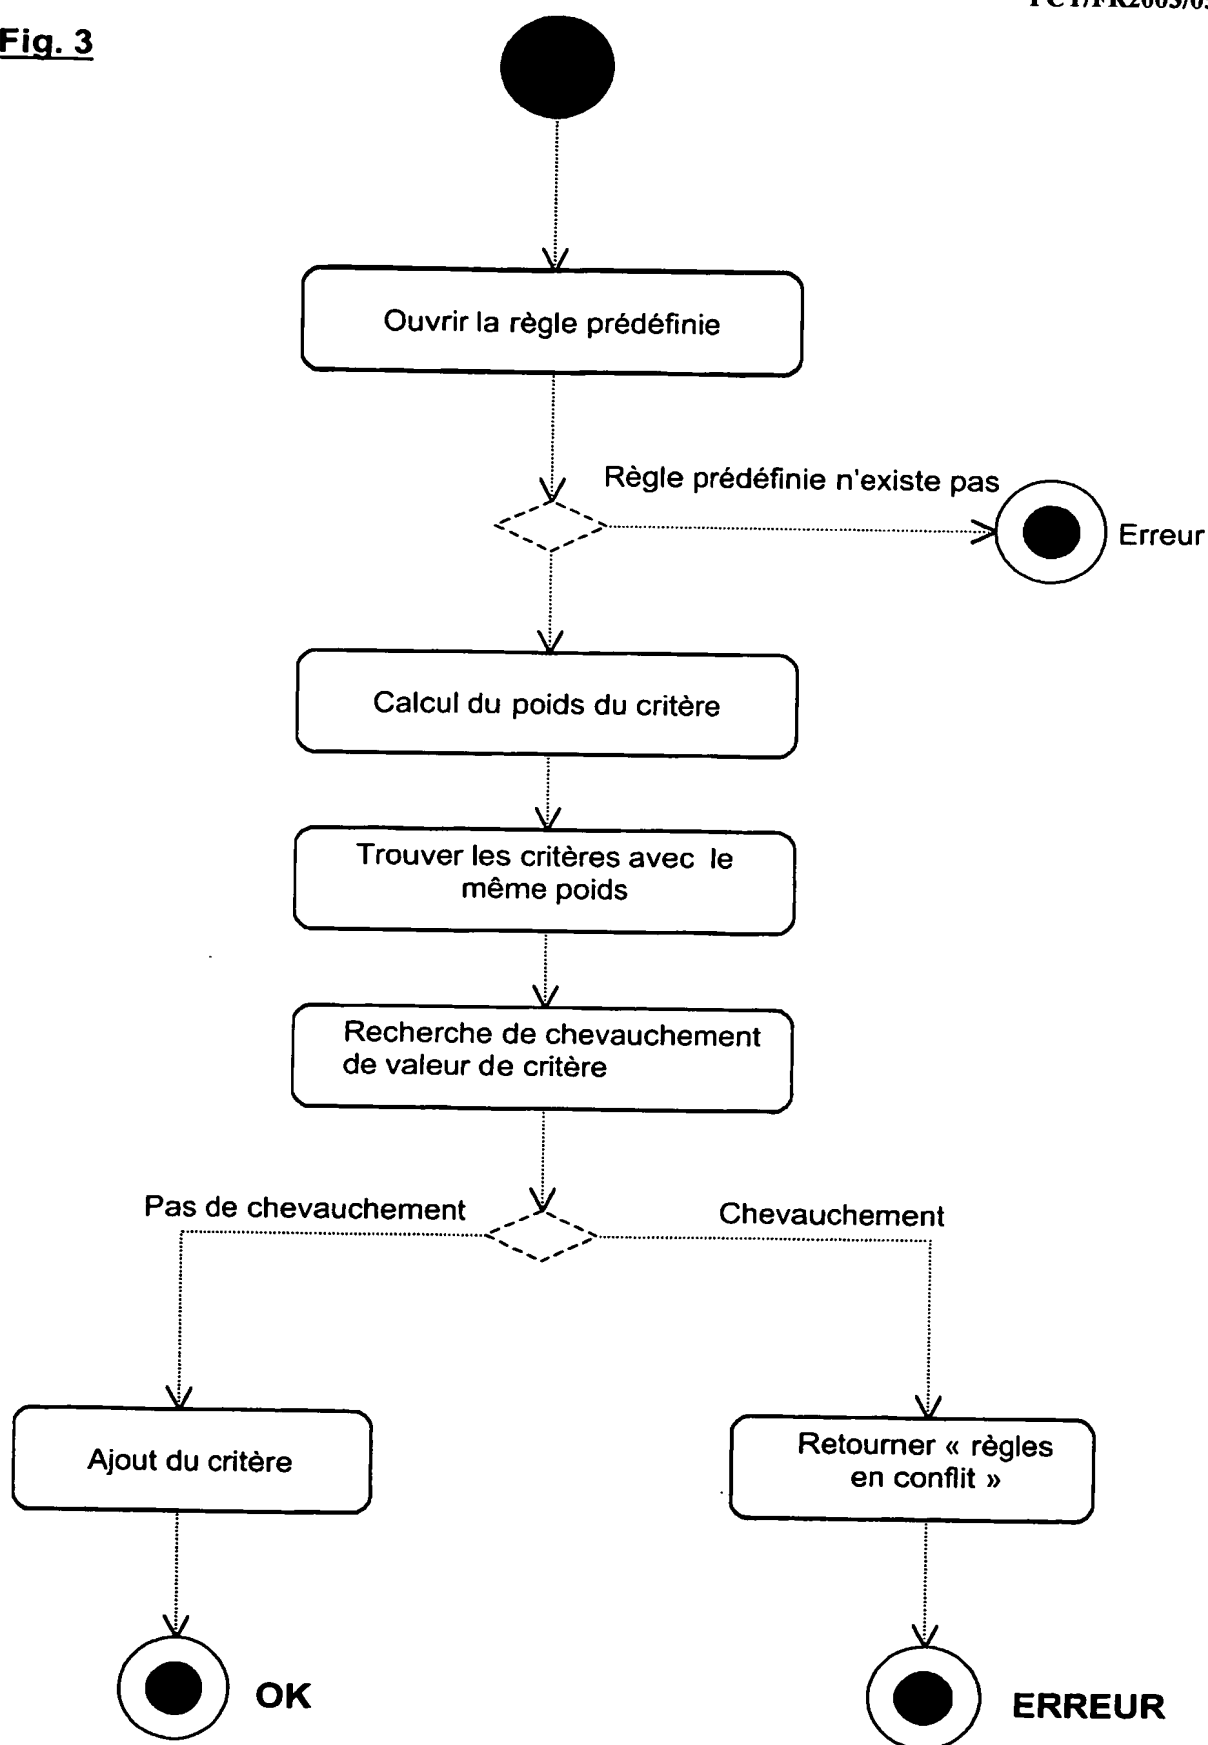 Fig. 3
Ouvrir la règle prédéfinie
Règle prédéfinie n'existe pas
Erreur
Calcul du poids du critère
Trouver les critères avec le
même poids
Recherche de chevauchement
de valeur de critère
Pas de chevauchement
Chevauchement
Ajout du critère
Retourner « règles
en conflit »
OK
ERREUR